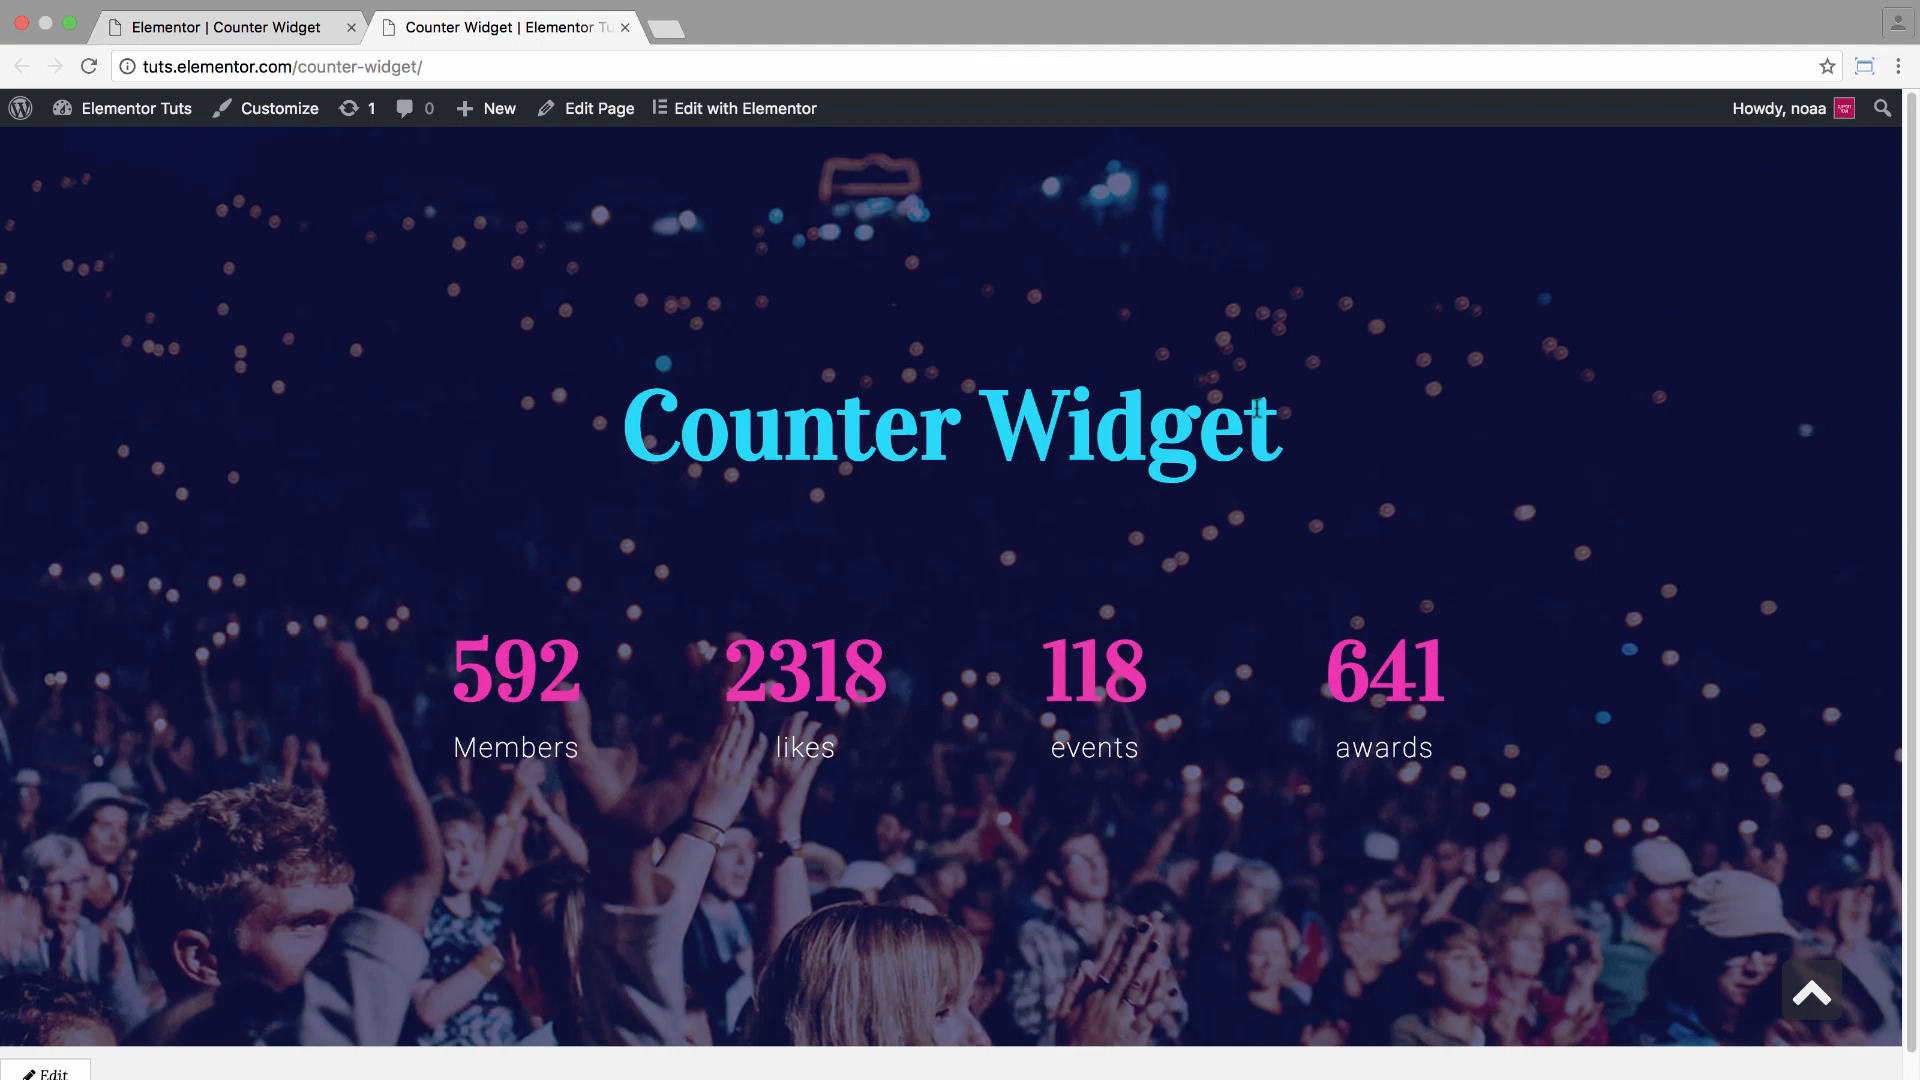 Elementor | Counter Widget
Counter Widget | Elementor Tu
tuts.elementor.com/counter-widget/
Elementor Tuts Customize 1 0 New Edit Page Edit with Elementor Howdy, noaa
Counter Widget
592 2318 118 641
Members likes events awards
Edit